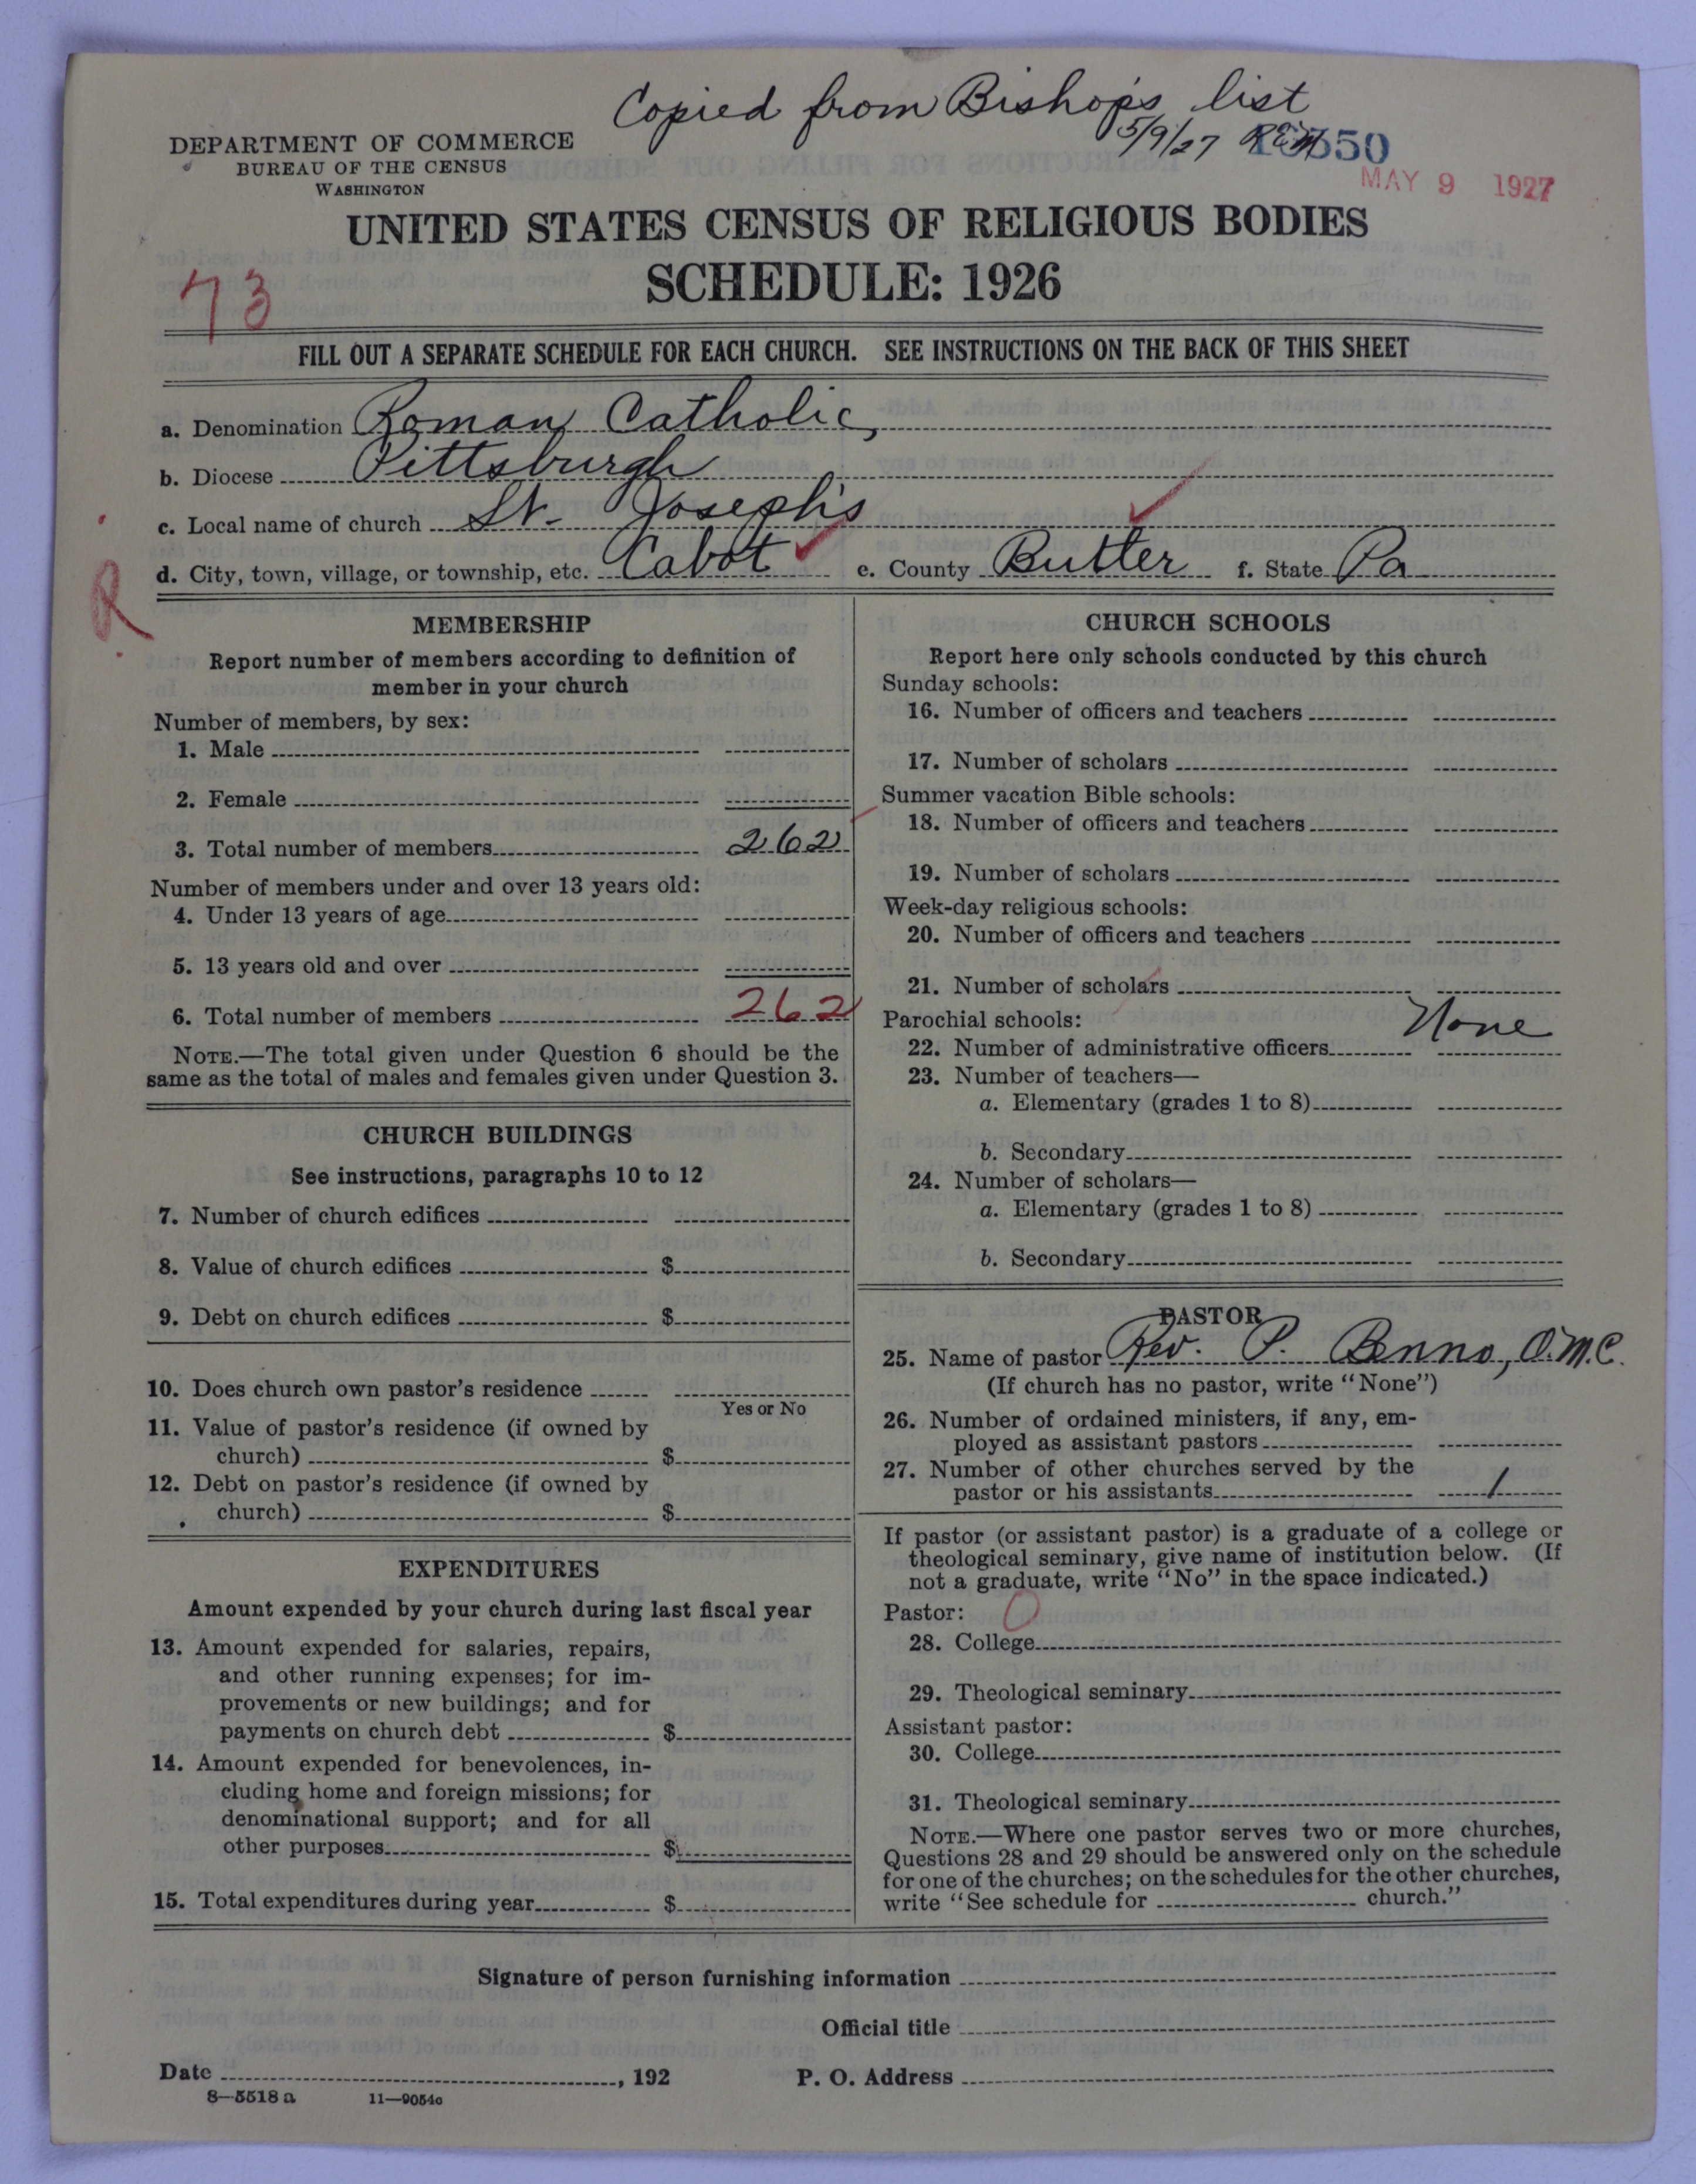 Copied from Bishop's list
5/9/27 REM
DEPARTMENT OF COMMERCE
BUREAU OF THE CENSUS
WASHINGTON
MAY 9 1927
UNITED STATES CENSUS OF RELIGIOUS BODIES
SCHEDULE: 1926
73
FILL OUT A SEPARATE SCHEDULE FOR EACH CHURCH. SEE INSTRUCTIONS ON THE BACK OF THIS SHEET
a. Denomination Roman Catholic
b. Diocese Pittsburgh
c. Local name of church St. Joseph's
d. City, town, village, or township, etc. Cabot e. County Butler f. State Pa
R
MEMBERSHIP
Report number of members according to definition of
member in your church
Number of members, by sex:
1. Male
2. Female
3. Total number of members 262
Number of members under and over 13 years old:
4. Under 13 years of age
5. 13 years old and over
6. Total number of members 262
NOTE.—The total given under Question 6 should be the
same as the total of males and females given under Question 3.
CHURCH BUILDINGS
See instructions, paragraphs 10 to 12
7. Number of church edifices
8. Value of church edifices $
9. Debt on church edifices $
10. Does church own pastor's residence
Yes or No
11. Value of pastor's residence (if owned by
church) $
12. Debt on pastor's residence (if owned by
church) $
EXPENDITURES
Amount expended by your church during last fiscal year
13. Amount expended for salaries, repairs,
and other running expenses; for im-
provements or new buildings; and for
payments on church debt $
14. Amount expended for benevolences, in-
cluding home and foreign missions; for
denominational support; and for all
other purposes $
15. Total expenditures during year $
CHURCH SCHOOLS
Report here only schools conducted by this church
Sunday schools:
16. Number of officers and teachers
17. Number of scholars
Summer vacation Bible schools:
18. Number of officers and teachers
19. Number of scholars
Week-day religious schools:
20. Number of officers and teachers
21. Number of scholars
Parochial schools: None
22. Number of administrative officers
23. Number of teachers—
a. Elementary (grades 1 to 8)
b. Secondary
24. Number of scholars—
a. Elementary (grades 1 to 8)
b. Secondary
PASTOR
25. Name of pastor Rev. P. Benno, O.M.C.
(If church has no pastor, write "None")
26. Number of ordained ministers, if any, em-
ployed as assistant pastors
27. Number of other churches served by the
pastor or his assistants 1
If pastor (or assistant pastor) is a graduate of a college or
theological seminary, give name of institution below. (If
not a graduate, write "No" in the space indicated.)
Pastor: 0
28. College
29. Theological seminary
Assistant pastor:
30. College
31. Theological seminary
NOTE.—Where one pastor serves two or more churches,
Questions 28 and 29 should be answered only on the schedule
for one of the churches; on the schedules for the other churches,
write "See schedule for church."
Signature of person furnishing information
Official title
Date , 192 P. O. Address
8—5518 a 11—9054c